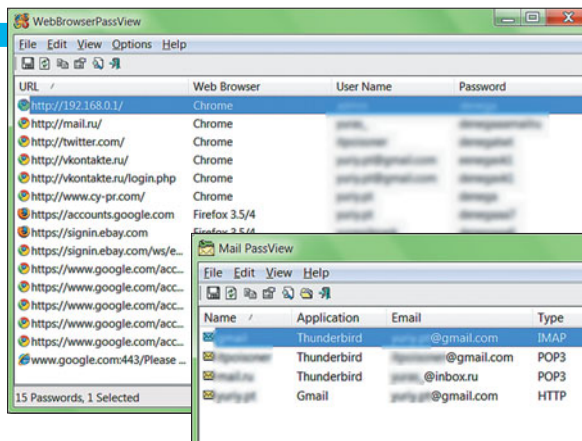 WebBrowserPassView
File Edit View Options Help
URL / Web Browser User Name Password
http://192.168.0.1/ Chrome
http://mail.ru/ Chrome
http://twitter.com/ Chrome
http://vkontakte.ru/ Chrome
http://vkontakte.ru/login.php Chrome
http://www.cy-pr.com/ Chrome
https://accounts.google.com Firefox 3.5/4
https://signin.ebay.com Firefox 3.5/4
https://signin.ebay.com/ws/e...
https://www.google.com/acc...
https://www.google.com/acc...
https://www.google.com/acc...
https://www.google.com/acc...
https://www.google.com/acc...
www.google.com:443/Please ...
15 Passwords, 1 Selected
Mail PassView
File Edit View Help
Name / Application Email Type
Thunderbird @gmail.com IMAP
Thunderbird @gmail.com POP3
Thunderbird @inbox.ru POP3
Gmail @gmail.com HTTP